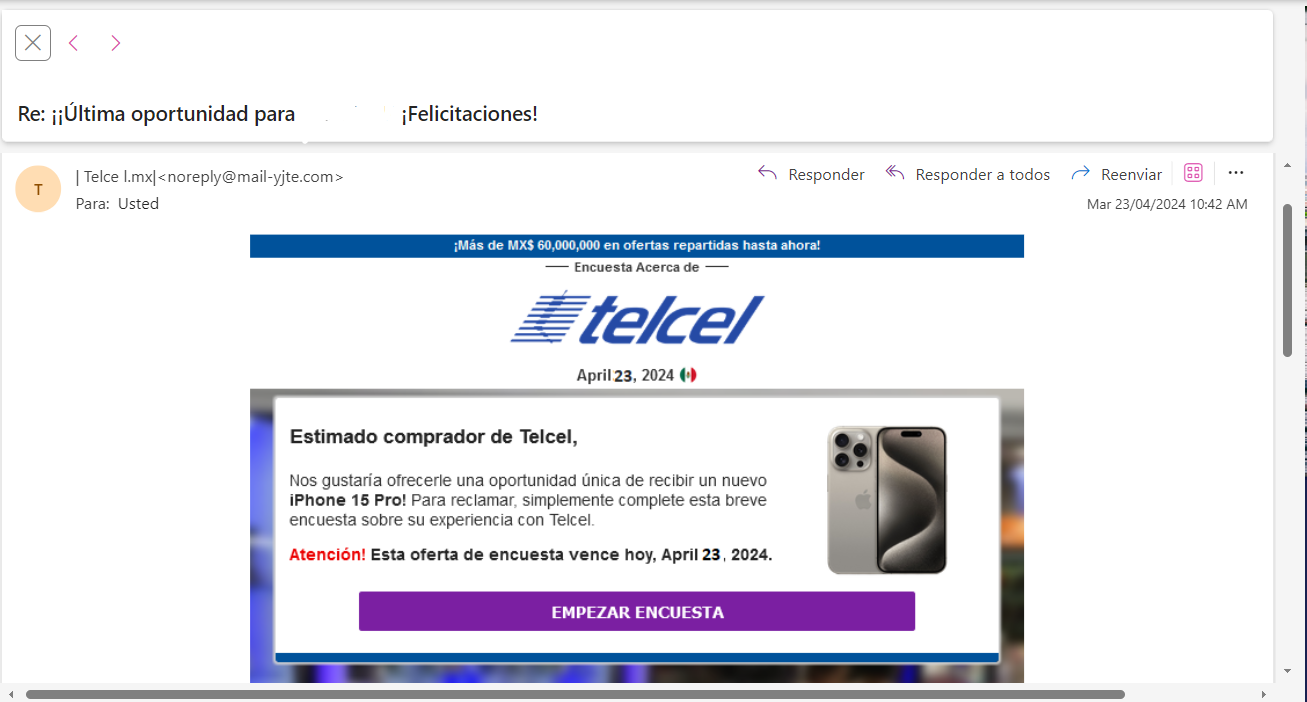 Re: ¡¡Última oportunidad para ¡Felicitaciones!
T
| Telce l.mx|<noreply@mail-yjte.com>
Responder
Responder a todos
Reenviar
Para: Usted
Mar 23/04/2024 10:42 AM
¡Más de MX$ 60,000,000 en ofertas repartidas hasta ahora!
Encuesta Acerca de
telcel
April 23, 2024
Estimado comprador de Telcel,
Nos gustaría ofrecerle una oportunidad única de recibir un nuevo
iPhone 15 Pro! Para reclamar, simplemente complete esta breve
encuesta sobre su experiencia con Telcel.
Atención! Esta oferta de encuesta vence hoy, April 23, 2024.
EMPEZAR ENCUESTA